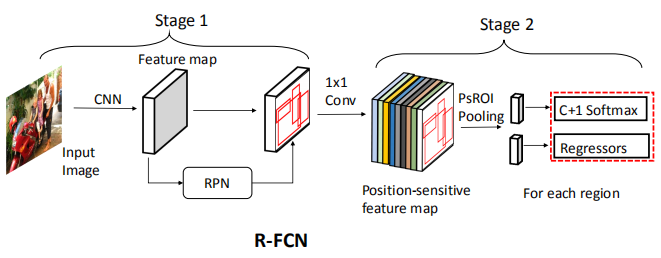 Stage 1
Stage 2
Feature map
CNN
1x1
Conv
PsROI
Pooling
C+1 Softmax
Input
Image
RPN
Regressors
Position-sensitive
feature map
For each region
R-FCN